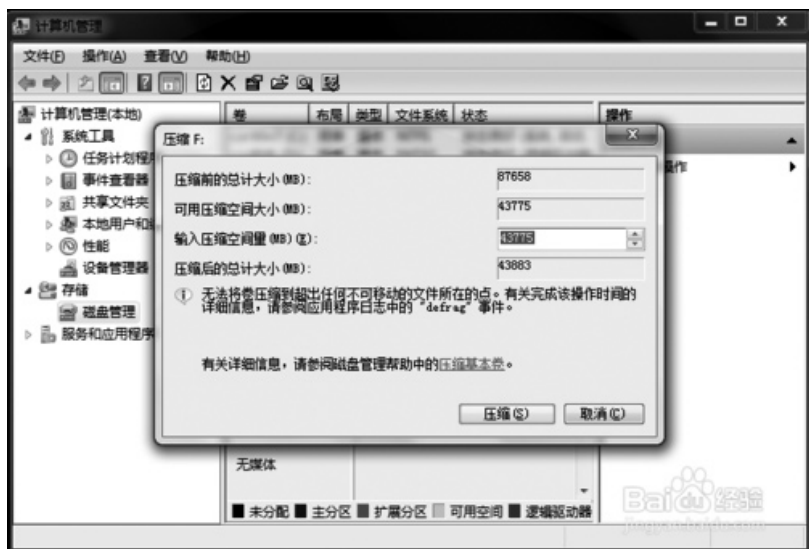 计算机管理
文件(F) 操作(A) 查看(V) 帮助(H)
计算机管理(本地)
系统工具
任务计划程序
事件查看器
共享文件夹
本地用户和
性能
设备管理器
存储
磁盘管理
服务和应用程序
卷 布局 类型 文件系统 状态
操作
操作
压缩 F:
压缩前的总计大小(MB): 87658
可用压缩空间大小(MB): 43775
输入压缩空间量(MB)(E): 43775
压缩后的总计大小(MB): 43883
无法将卷压缩到超出任何不可移动的文件所在的点。有关完成该操作时间的
详细信息，请参阅应用程序日志中的 "defrag" 事件。
有关详细信息，请参阅磁盘管理帮助中的压缩基本卷。
压缩(S) 取消(C)
无媒体
未分配 主分区 扩展分区 可用空间 逻辑驱动器
Baidu 经验
jingyan.baidu.com